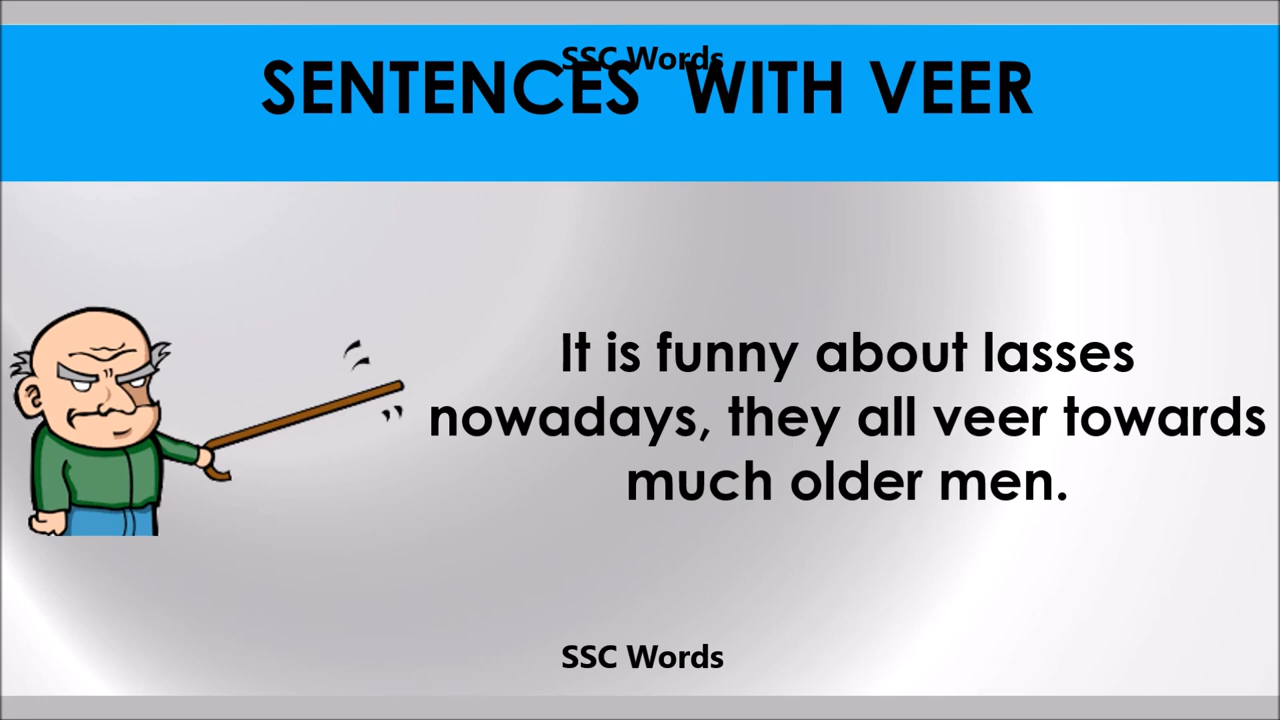 SSC Words
SENTENCES WITH VEER
It is funny about lasses
nowadays, they all veer towards
much older men.
SSC Words